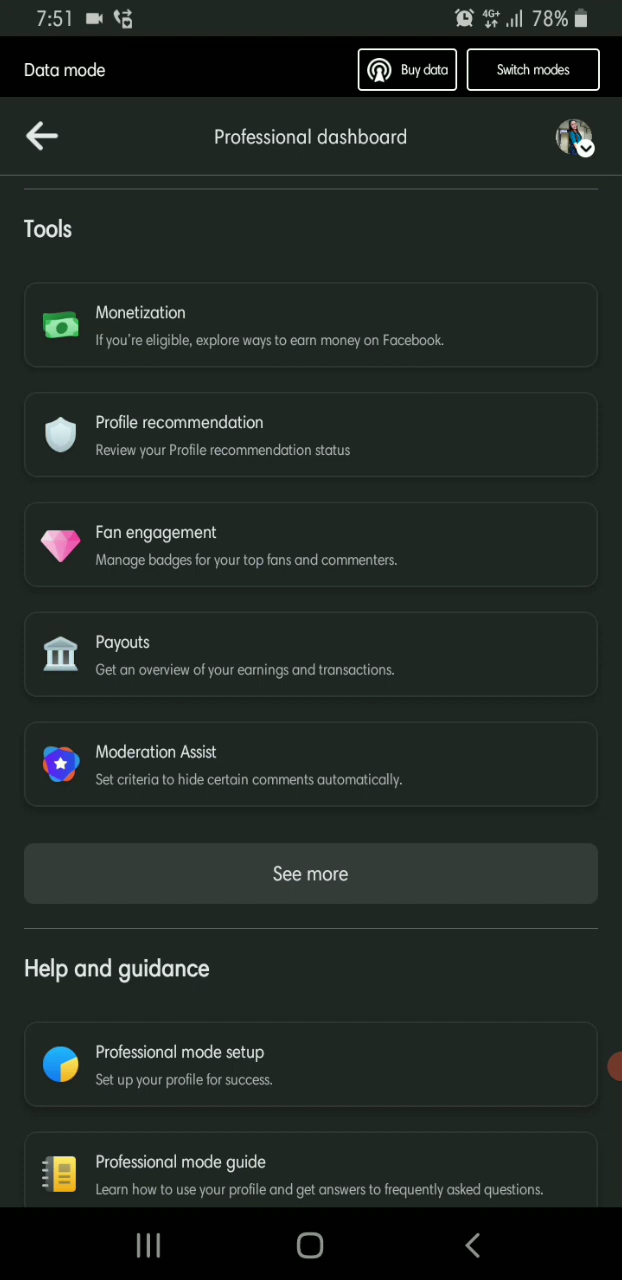 7:51 4G+ 78%
Data mode Buy data Switch modes
Professional dashboard
Tools
Monetization
If you're eligible, explore ways to earn money on Facebook.
Profile recommendation
Review your Profile recommendation status
Fan engagement
Manage badges for your top fans and commenters.
Payouts
Get an overview of your earnings and transactions.
Moderation Assist
Set criteria to hide certain comments automatically.
See more
Help and guidance
Professional mode setup
Set up your profile for success.
Professional mode guide
Learn how to use your profile and get answers to frequently asked questions.